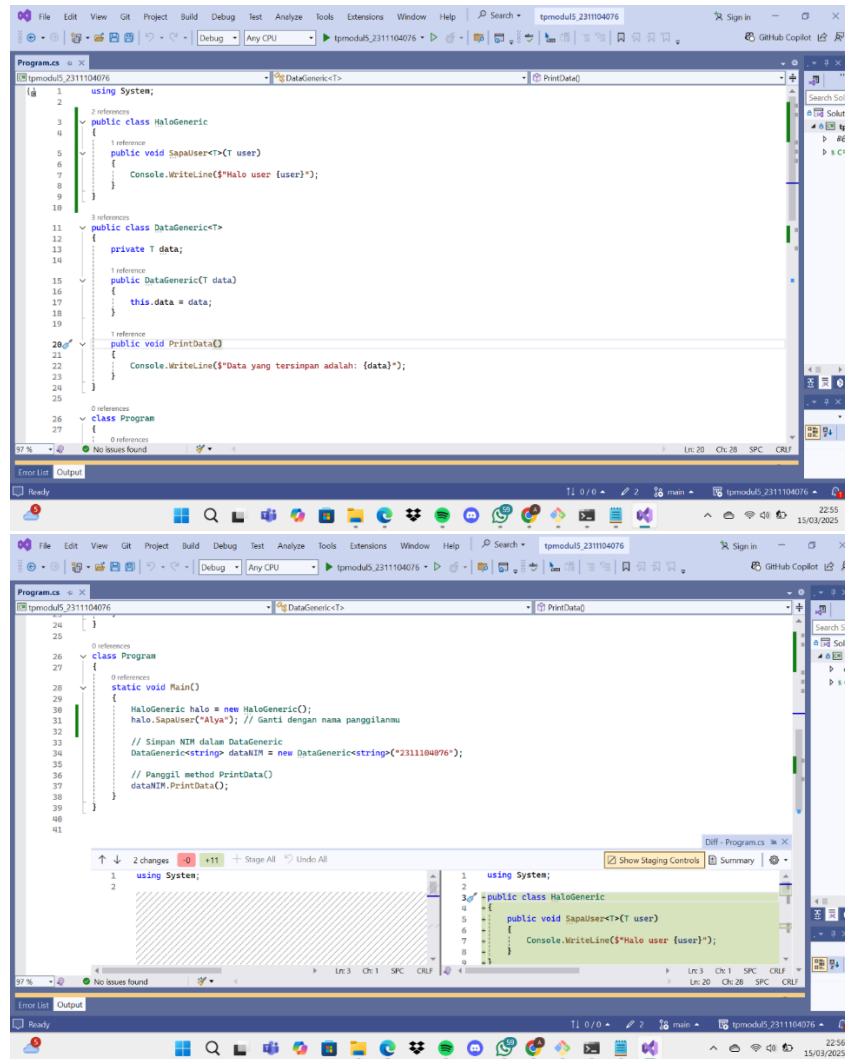 File Edit View Git Project Build Debug Test Analyze Tools Extensions Window Help Search tpmodul5_2311104076 Sign in
Debug Any CPU tpmodul5_2311104076 GitHub Copilot
Program.cs
tpmodul5_2311104076 DataGeneric<T> PrintData()
1 using System;
2
2 references
3 public class HaloGeneric
4 {
1 reference
5 public void SapaUser<T>(T user)
6 {
7 Console.WriteLine($"Halo user {user}");
8 }
9 }
10
3 references
11 public class DataGeneric<T>
12 {
13 private T data;
14
1 reference
15 public DataGeneric(T data)
16 {
17 this.data = data;
18 }
19
1 reference
20 public void PrintData()
21 {
22 Console.WriteLine($"Data yang tersinpan adalah: {data}");
23 }
24 }
25
0 references
26 class Program
27 {
0 references
Search Sol
Solut
97 % No issues found Ln: 20 Ch: 28 SPC CRLF
Error List Output
Ready 0 / 0 2 main tpmodul5_2311104076
22:55
15/03/2025
File Edit View Git Project Build Debug Test Analyze Tools Extensions Window Help Search tpmodul5_2311104076 Sign in
Debug Any CPU tpmodul5_2311104076 GitHub Copilot
Program.cs
tpmodul5_2311104076 DataGeneric<T> PrintData()
24 }
25
0 references
26 class Program
27 {
0 references
28 static void Main()
29 {
30 HaloGeneric halo = new HaloGeneric();
31 halo.SapaUser("Alya"); // Ganti dengan nama panggilanmu
32
33 // Simpan NIM dalam DataGeneric
34 DataGeneric<string> dataNIM = new DataGeneric<string>("2311104076");
35
36 // Panggil method PrintData()
37 dataNIM.PrintData();
38 }
39 }
40
41
Search S
Sol
Diff - Program.cs
2 changes -0 +11 Stage All Undo All Show Staging Controls Summary
1 using System;
2
1 using System;
2
3 +public class HaloGeneric
4 +{
5 + public void SapaUser<T>(T user)
6 + {
7 + Console.WriteLine($"Halo user {user}");
8 + }
9 +}
Ln: 3 Ch: 1 SPC CRLF Ln: 3 Ch: 1 SPC CRLF
97 % No issues found Ln: 20 Ch: 28 SPC CRLF
Error List Output
Ready 0 / 0 2 main tpmodul5_2311104076
22:56
15/03/2025